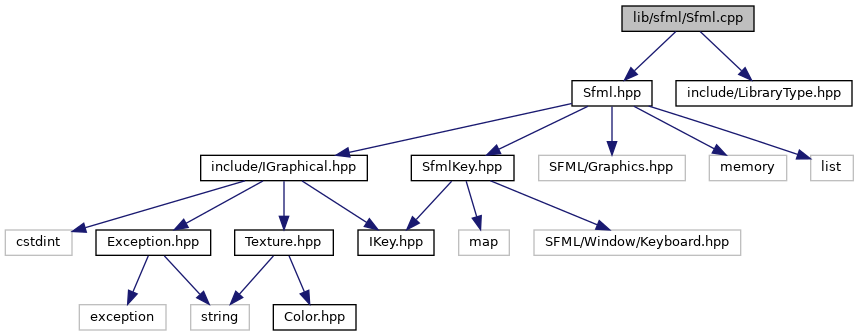 lib/sfml/Sfml.cpp
Sfml.hpp
include/LibraryType.hpp
include/IGraphical.hpp
SfmlKey.hpp
SFML/Graphics.hpp
memory
list
cstdint
Exception.hpp
Texture.hpp
IKey.hpp
map
SFML/Window/Keyboard.hpp
exception
string
Color.hpp